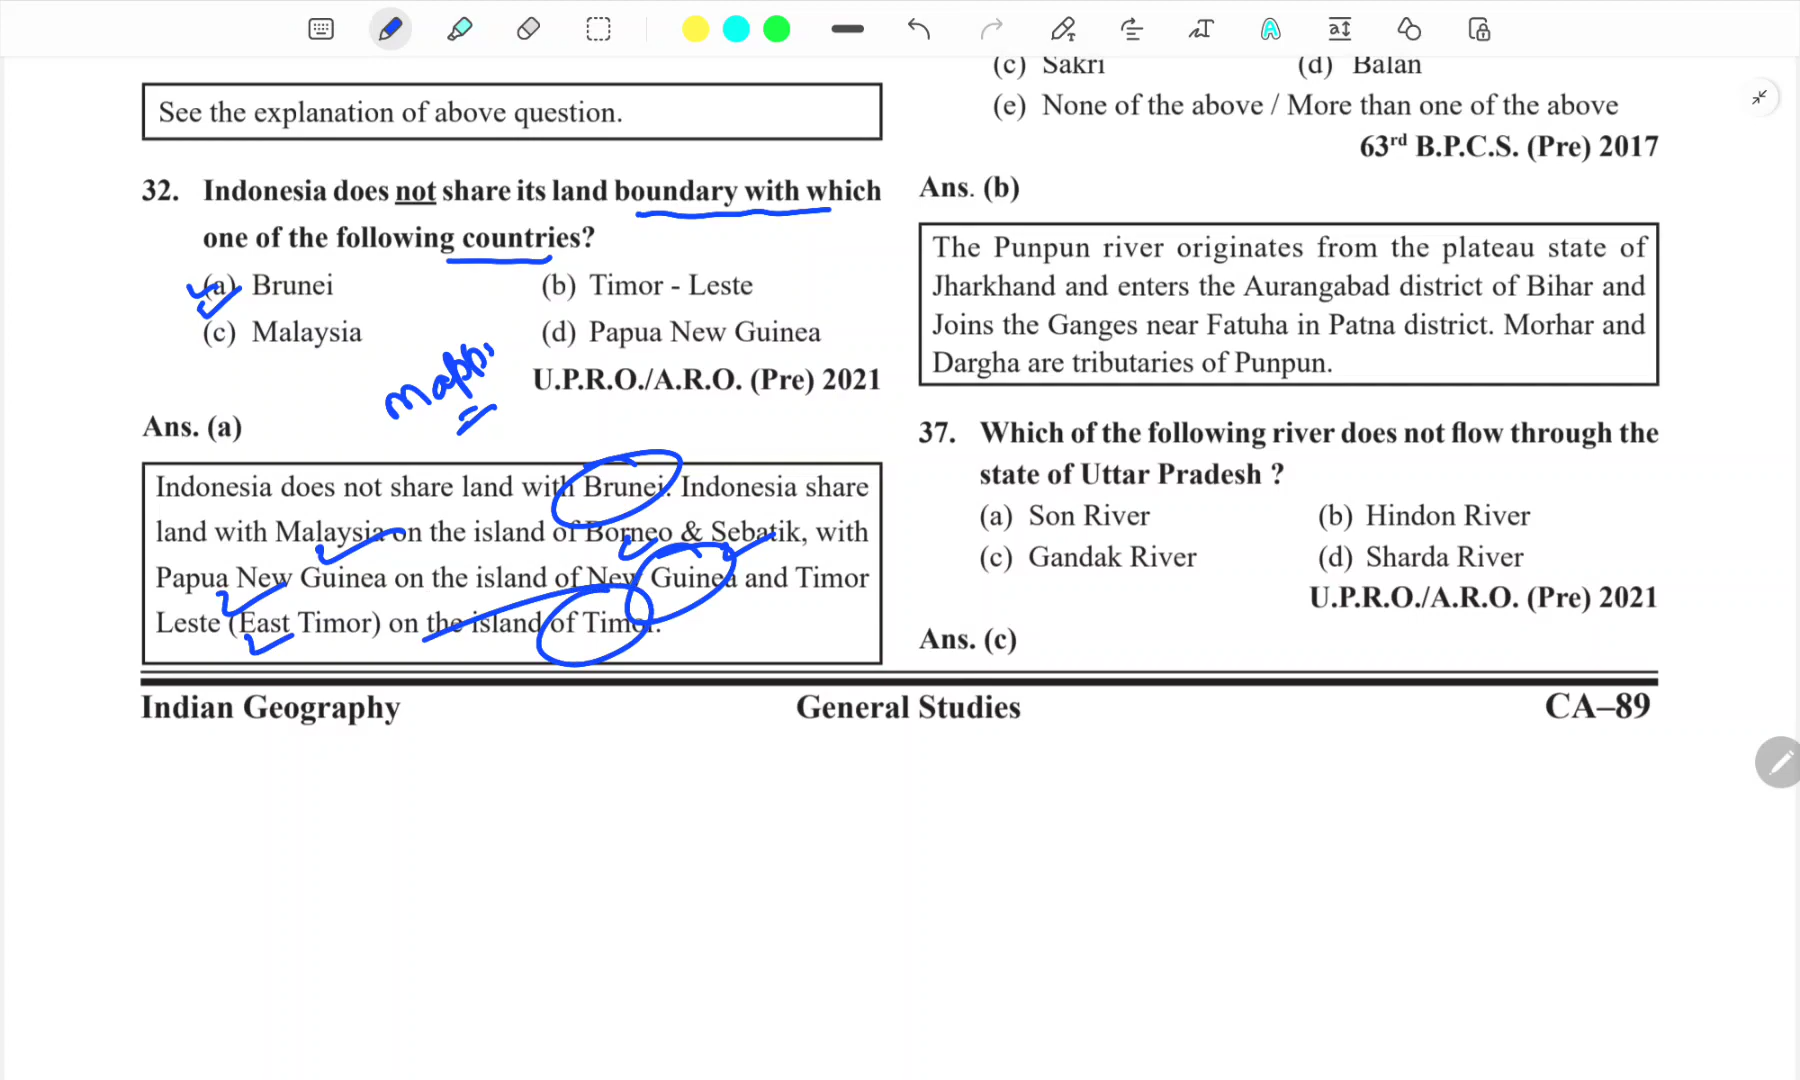 See the explanation of above question.
32. Indonesia does not share its land boundary with which
one of the following countries?
(a) Brunei (b) Timor - Leste
(c) Malaysia (d) Papua New Guinea
mapp.
U.P.R.O./A.R.O. (Pre) 2021
Ans. (a)
Indonesia does not share land with Brunei. Indonesia share
land with Malaysia on the island of Borneo & Sebatik, with
Papua New Guinea on the island of New Guinea and Timor
Leste (East Timor) on the island of Timor.
(c) Sakri (d) Balan
(e) None of the above / More than one of the above
63rd B.P.C.S. (Pre) 2017
Ans. (b)
The Punpun river originates from the plateau state of
Jharkhand and enters the Aurangabad district of Bihar and
Joins the Ganges near Fatuha in Patna district. Morhar and
Dargha are tributaries of Punpun.
37. Which of the following river does not flow through the
state of Uttar Pradesh ?
(a) Son River (b) Hindon River
(c) Gandak River (d) Sharda River
U.P.R.O./A.R.O. (Pre) 2021
Ans. (c)
Indian Geography General Studies CA–89